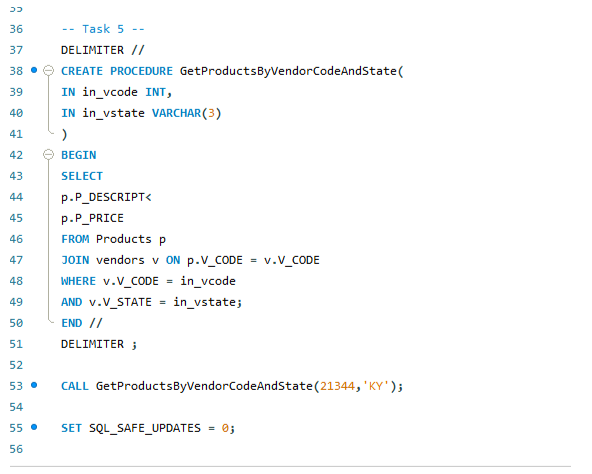 35
36 -- Task 5 --
37 DELIMITER //
38 CREATE PROCEDURE GetProductsByVendorCodeAndState(
39 IN in_vcode INT,
40 IN in_vstate VARCHAR(3)
41 )
42 BEGIN
43 SELECT
44 p.P_DESCRIPT<
45 p.P_PRICE
46 FROM Products p
47 JOIN vendors v ON p.V_CODE = v.V_CODE
48 WHERE v.V_CODE = in_vcode
49 AND v.V_STATE = in_vstate;
50 END //
51 DELIMITER ;
52
53 CALL GetProductsByVendorCodeAndState(21344,'KY');
54
55 SET SQL_SAFE_UPDATES = 0;
56